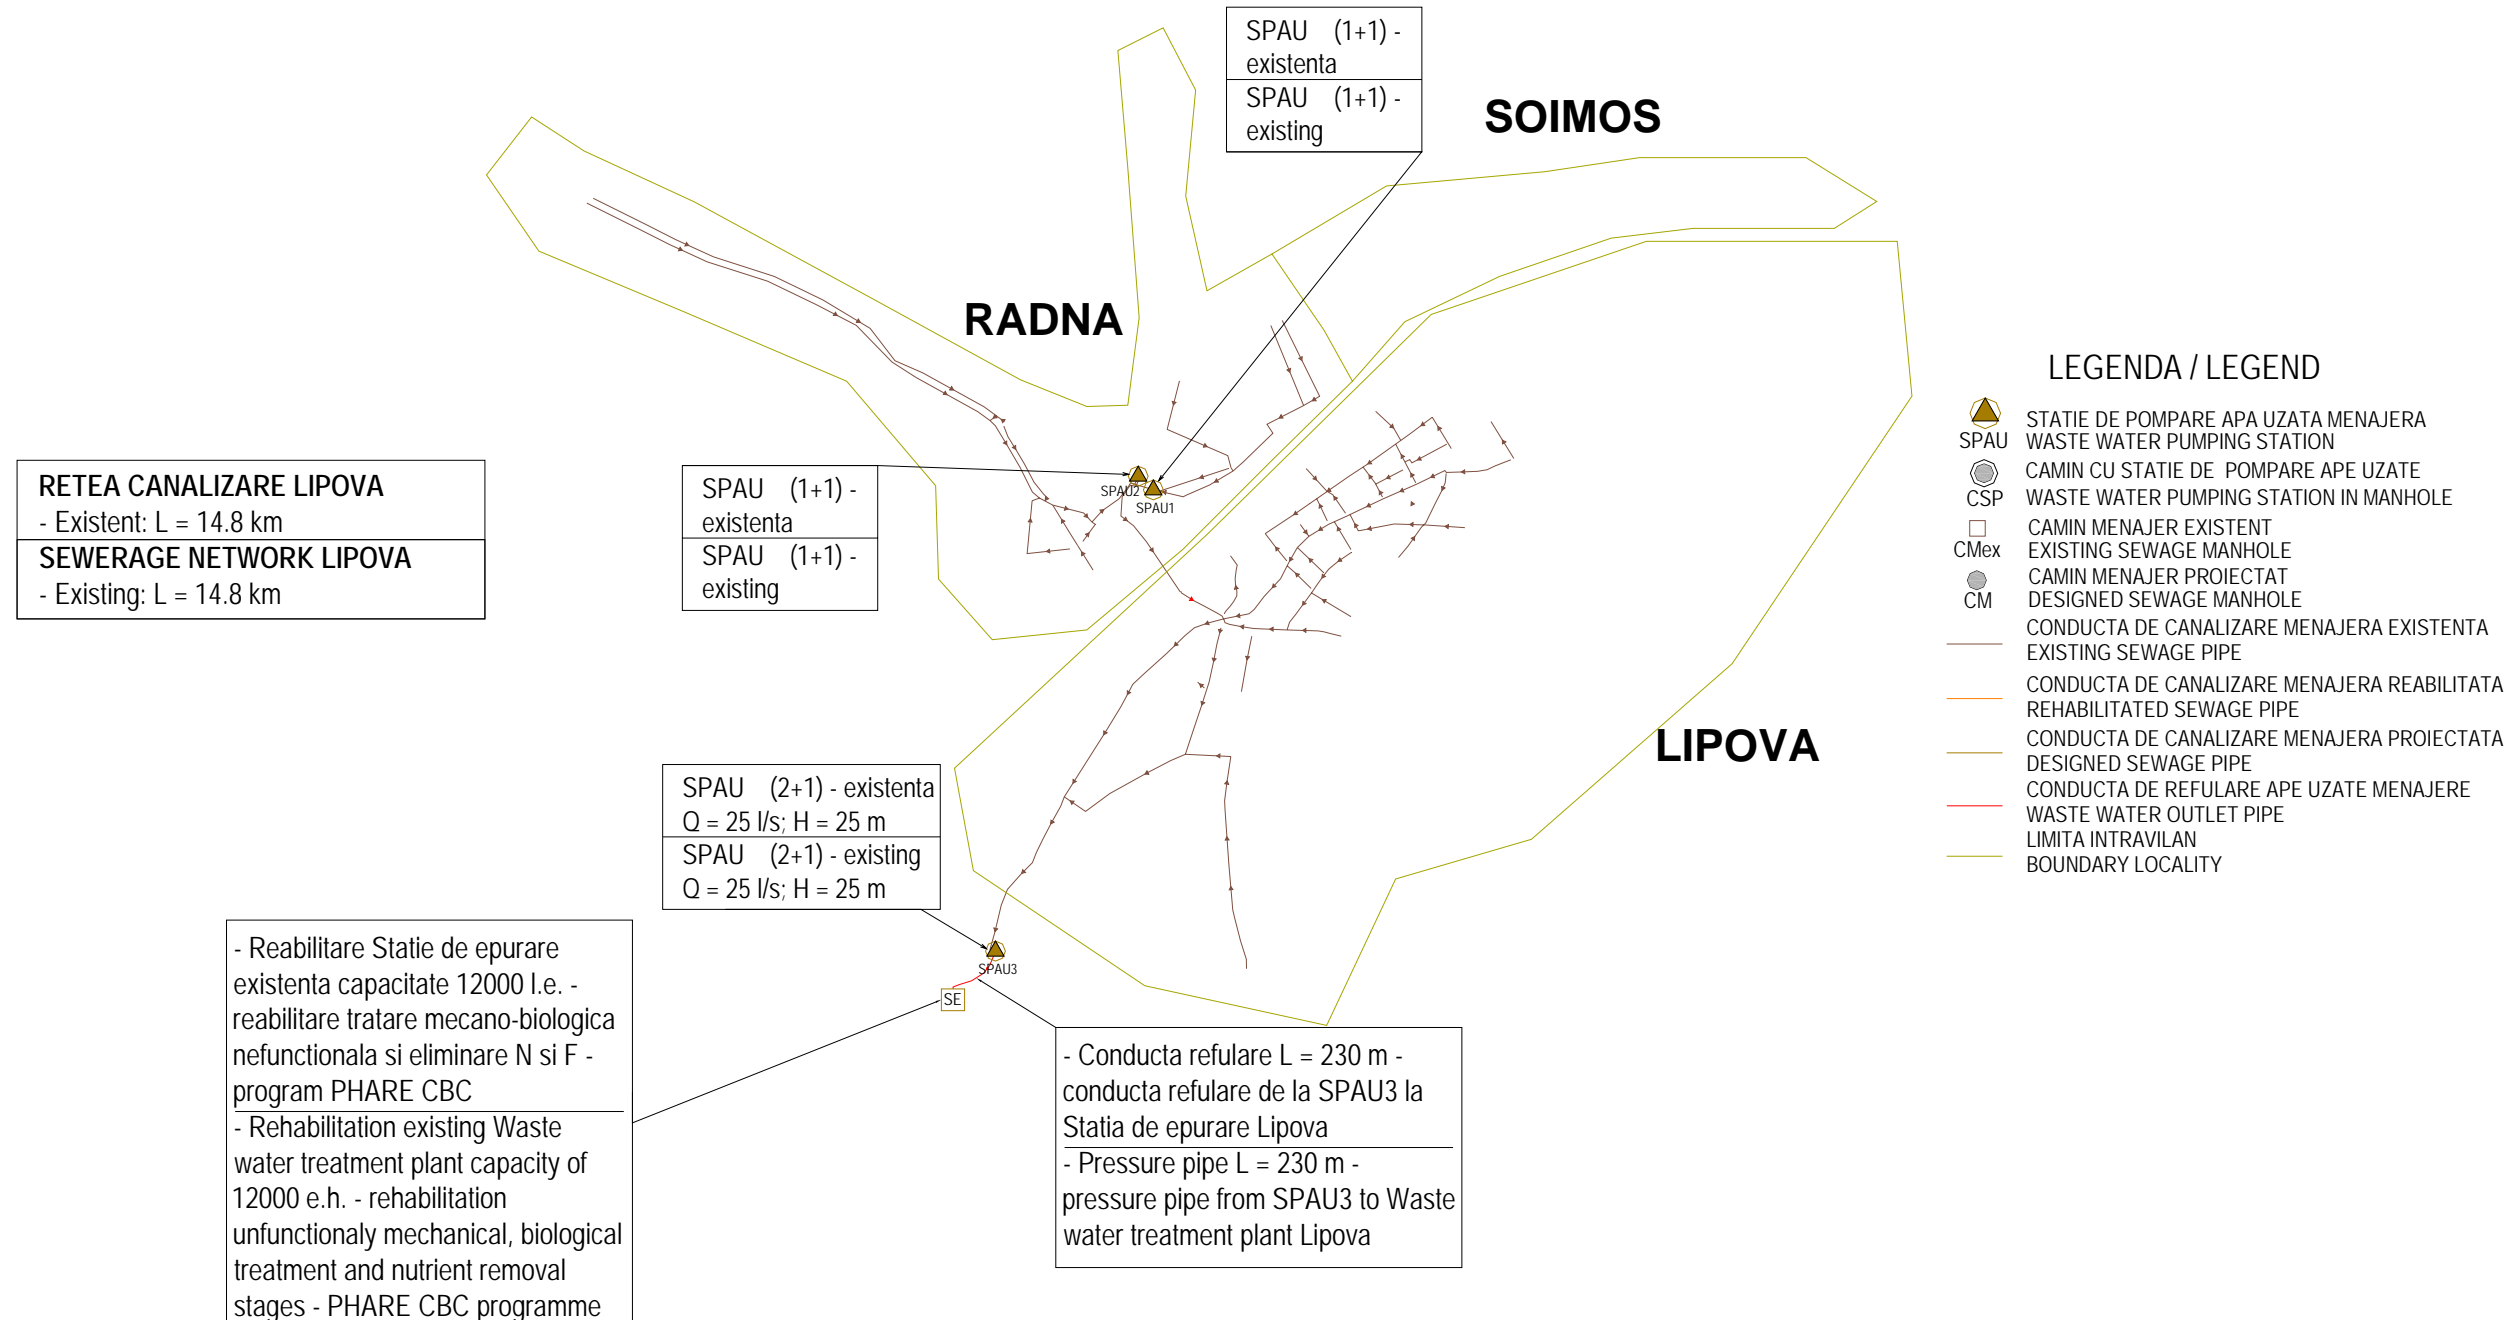 SPAU (1+1) -
existenta
SPAU (1+1) -
existing
SOIMOS
RADNA
LEGENDA / LEGEND
STATIE DE POMPARE APA UZATA MENAJERA
SPAU WASTE WATER PUMPING STATION
CAMIN CU STATIE DE POMPARE APE UZATE
CSP WASTE WATER PUMPING STATION IN MANHOLE
CAMIN MENAJER EXISTENT
CMex EXISTING SEWAGE MANHOLE
CAMIN MENAJER PROIECTAT
CM DESIGNED SEWAGE MANHOLE
CONDUCTA DE CANALIZARE MENAJERA EXISTENTA
EXISTING SEWAGE PIPE
CONDUCTA DE CANALIZARE MENAJERA REABILITATA
REHABILITATED SEWAGE PIPE
CONDUCTA DE CANALIZARE MENAJERA PROIECTATA
DESIGNED SEWAGE PIPE
CONDUCTA DE REFULARE APE UZATE MENAJERE
WASTE WATER OUTLET PIPE
LIMITA INTRAVILAN
BOUNDARY LOCALITY
RETEA CANALIZARE LIPOVA
- Existent: L = 14.8 km
SEWERAGE NETWORK LIPOVA
- Existing: L = 14.8 km
SPAU (1+1) -
existenta
SPAU (1+1) -
existing
SPAU2
SPAU1
LIPOVA
SPAU (2+1) - existenta
Q = 25 l/s; H = 25 m
SPAU (2+1) - existing
Q = 25 l/s; H = 25 m
SPAU3
SE
- Reabilitare Statie de epurare
existenta capacitate 12000 l.e. -
reabilitare tratare mecano-biologica
nefunctionala si eliminare N si F -
program PHARE CBC
- Rehabilitation existing Waste
water treatment plant capacity of
12000 e.h. - rehabilitation
unfunctionaly mechanical, biological
treatment and nutrient removal
stages - PHARE CBC programme
- Conducta refulare L = 230 m -
conducta refulare de la SPAU3 la
Statia de epurare Lipova
- Pressure pipe L = 230 m -
pressure pipe from SPAU3 to Waste
water treatment plant Lipova